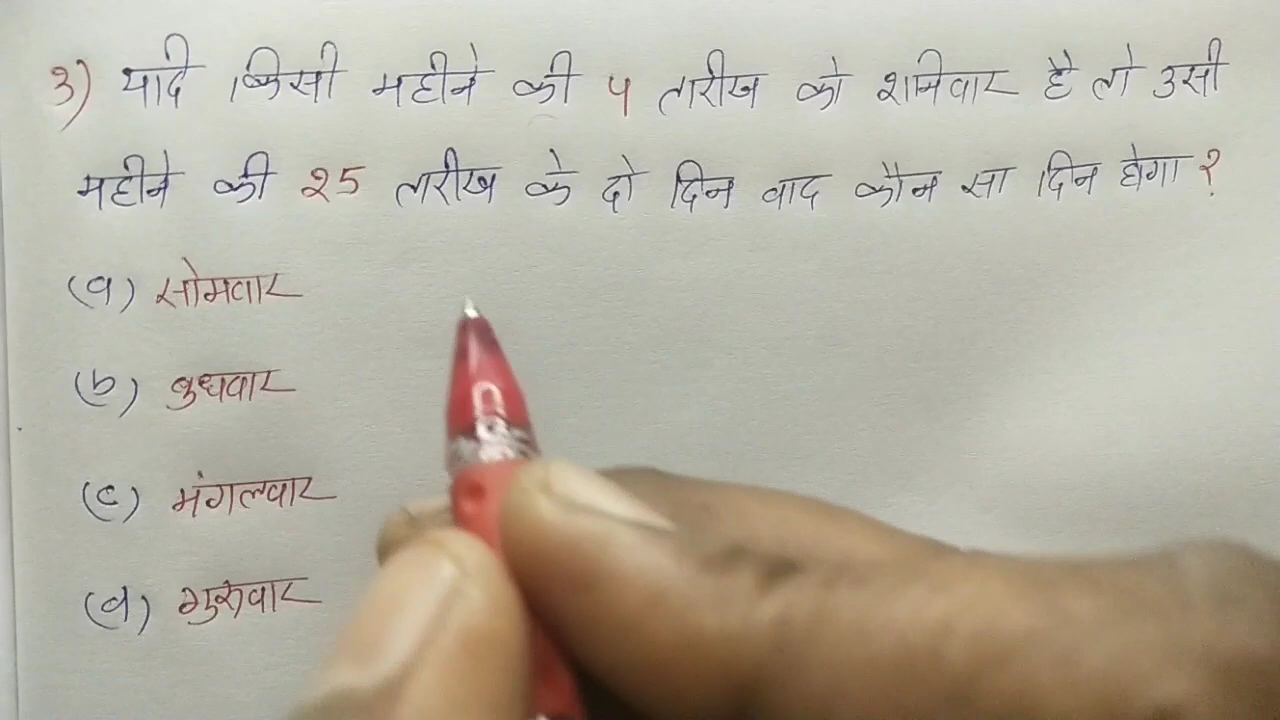 3) यदि किसी महीने की 4 तारीख को शनिवार है तो उसी
महीने की 25 तारीख के दो दिन बाद कौन सा दिन होगा ?
(a) सोमवार
(b) बुधवार
(c) मंगलवार
(d) गुरुवार